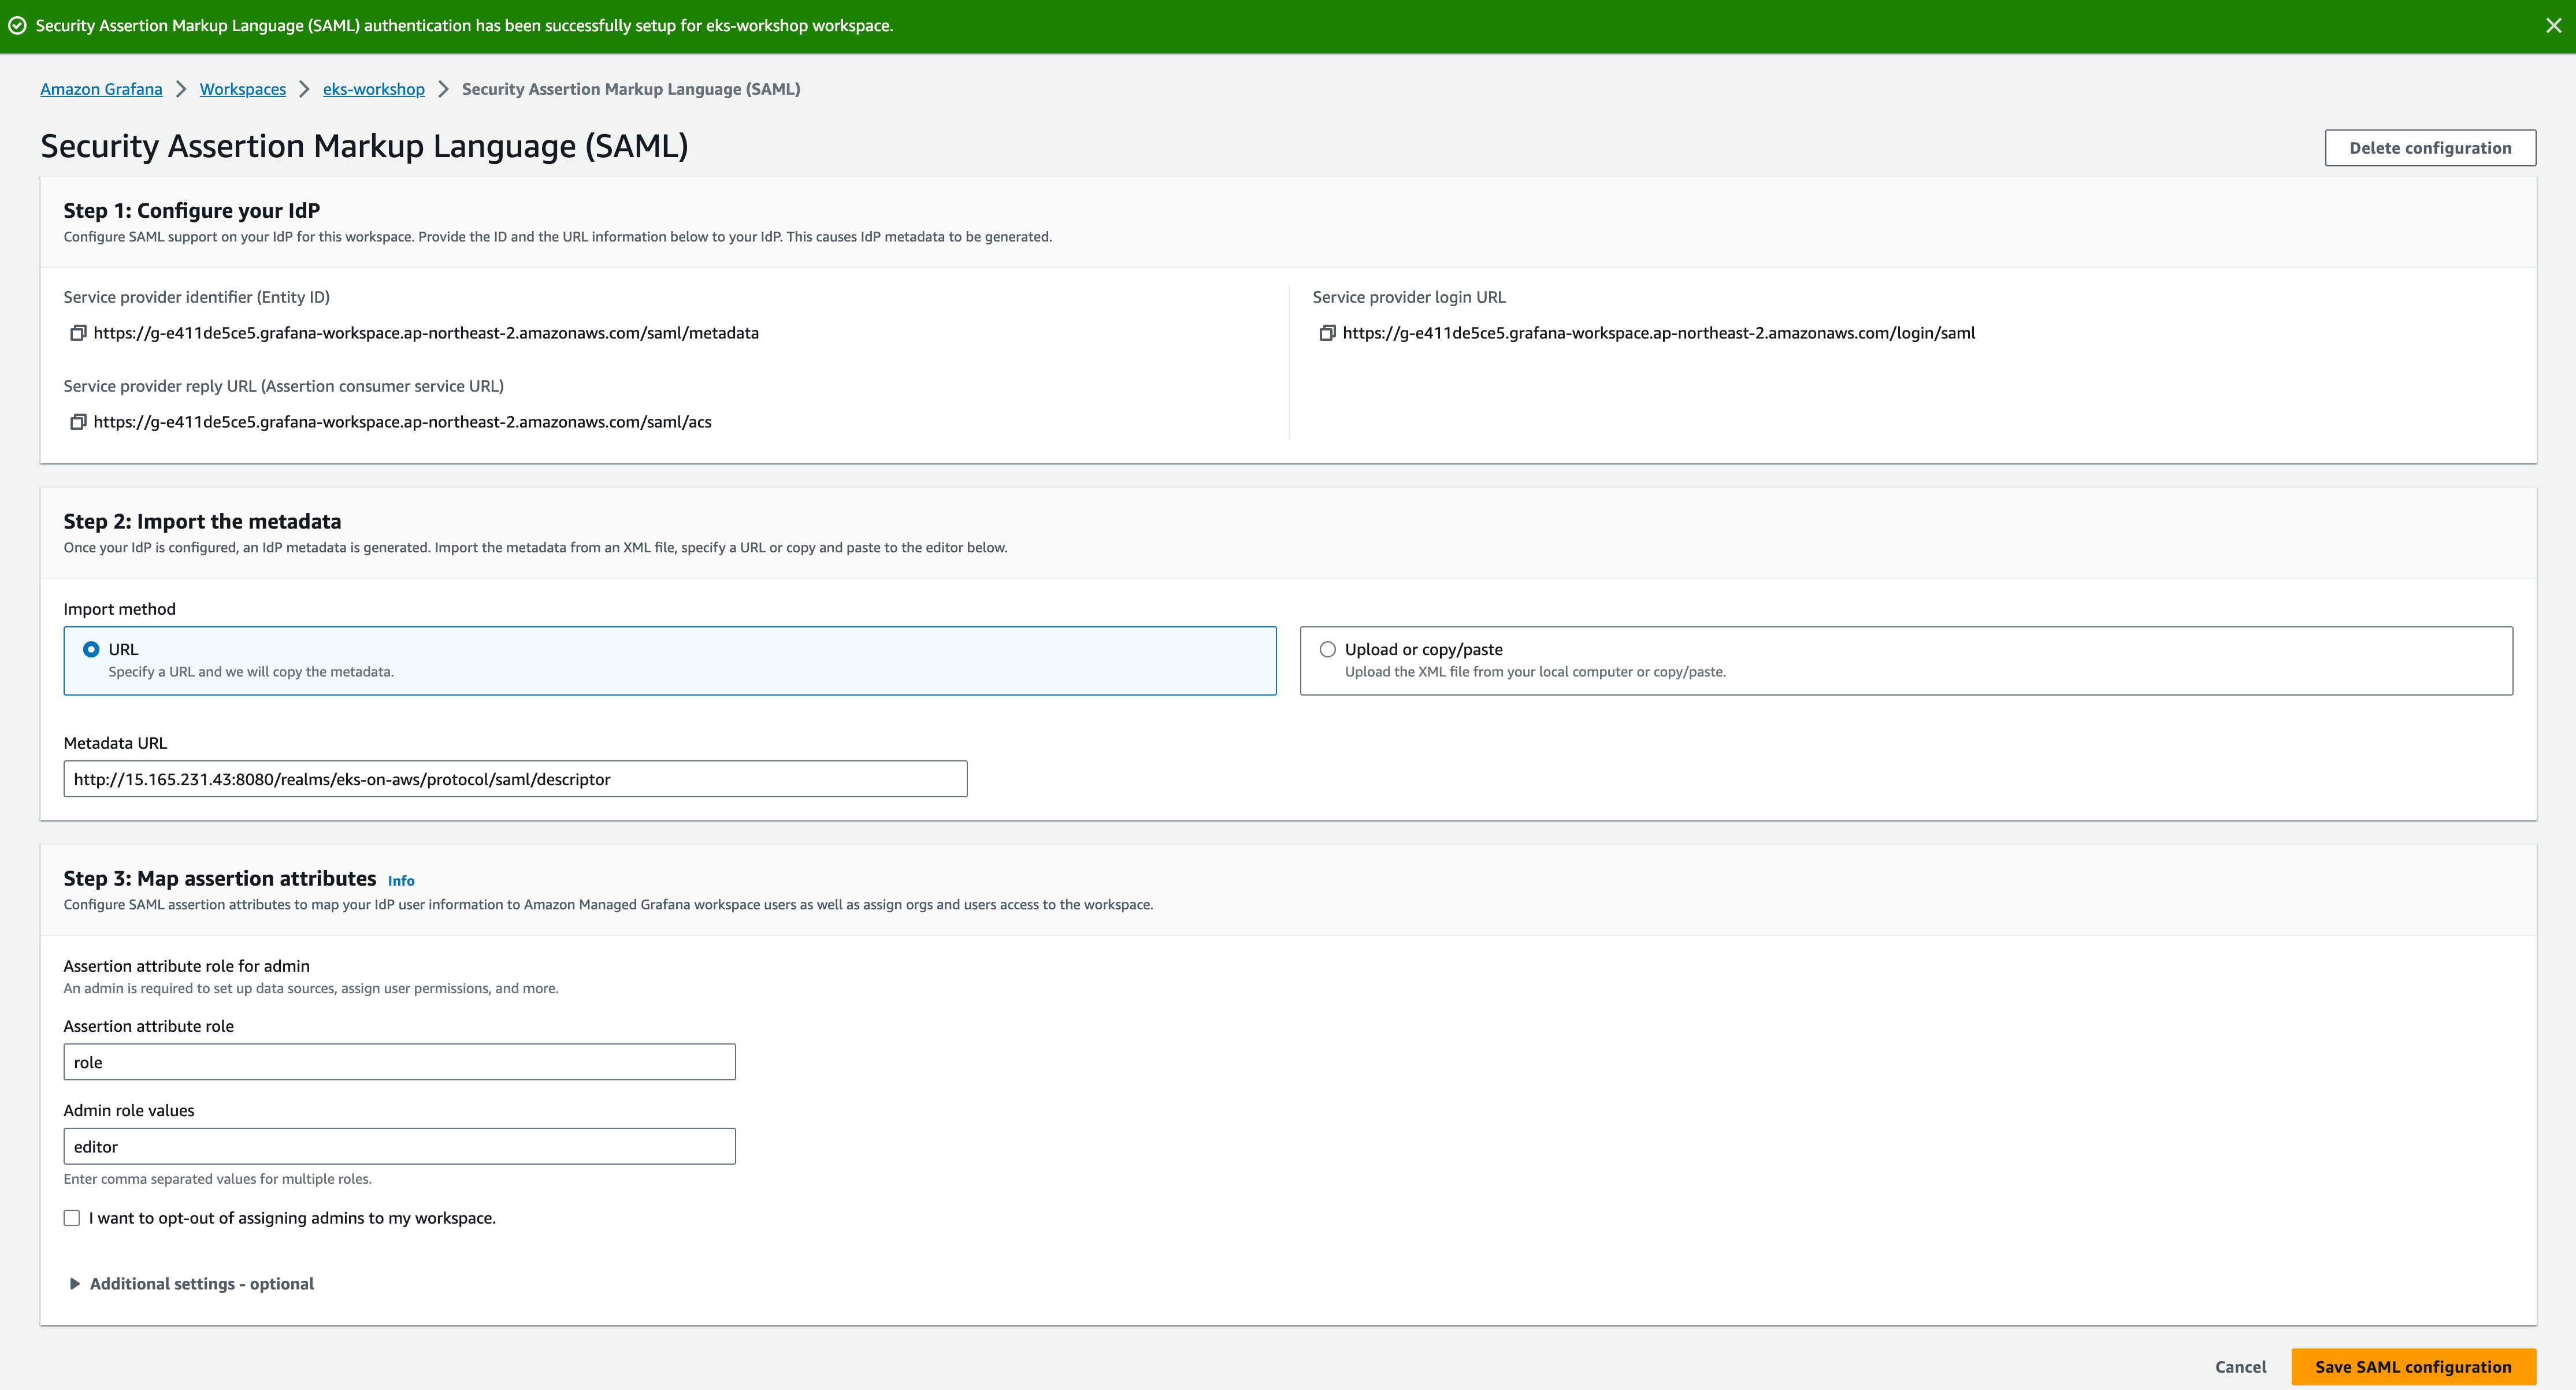 Security Assertion Markup Language (SAML) authentication has been successfully setup for eks-workshop workspace.
Amazon Grafana > Workspaces > eks-workshop > Security Assertion Markup Language (SAML)
Security Assertion Markup Language (SAML)
Delete configuration
Step 1: Configure your IdP
Configure SAML support on your IdP for this workspace. Provide the ID and the URL information below to your IdP. This causes IdP metadata to be generated.
Service provider identifier (Entity ID)
https://g-e411de5ce5.grafana-workspace.ap-northeast-2.amazonaws.com/saml/metadata
Service provider reply URL (Assertion consumer service URL)
https://g-e411de5ce5.grafana-workspace.ap-northeast-2.amazonaws.com/saml/acs
Service provider login URL
https://g-e411de5ce5.grafana-workspace.ap-northeast-2.amazonaws.com/login/saml
Step 2: Import the metadata
Once your IdP is configured, an IdP metadata is generated. Import the metadata from an XML file, specify a URL or copy and paste to the editor below.
Import method
URL
Specify a URL and we will copy the metadata.
Upload or copy/paste
Upload the XML file from your local computer or copy/paste.
Metadata URL
http://15.165.231.43:8080/realms/eks-on-aws/protocol/saml/descriptor
Step 3: Map assertion attributes Info
Configure SAML assertion attributes to map your IdP user information to Amazon Managed Grafana workspace users as well as assign orgs and users access to the workspace.
Assertion attribute role for admin
An admin is required to set up data sources, assign user permissions, and more.
Assertion attribute role
role
Admin role values
editor
Enter comma separated values for multiple roles.
I want to opt-out of assigning admins to my workspace.
Additional settings - optional
Cancel
Save SAML configuration